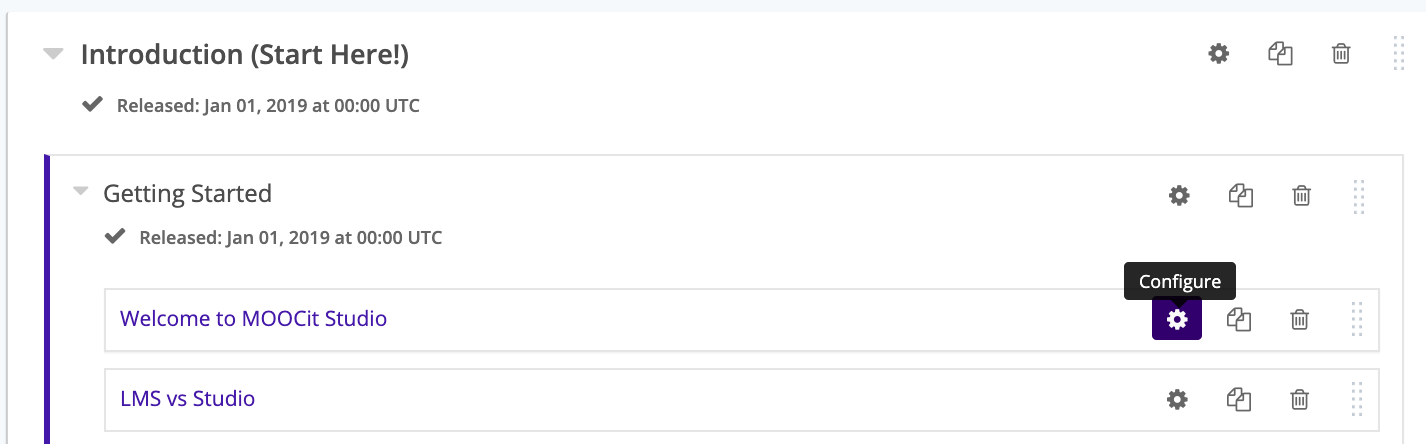 Introduction (Start Here!)
Released: Jan 01, 2019 at 00:00 UTC
Getting Started
Released: Jan 01, 2019 at 00:00 UTC
Configure
Welcome to MOOCit Studio
LMS vs Studio